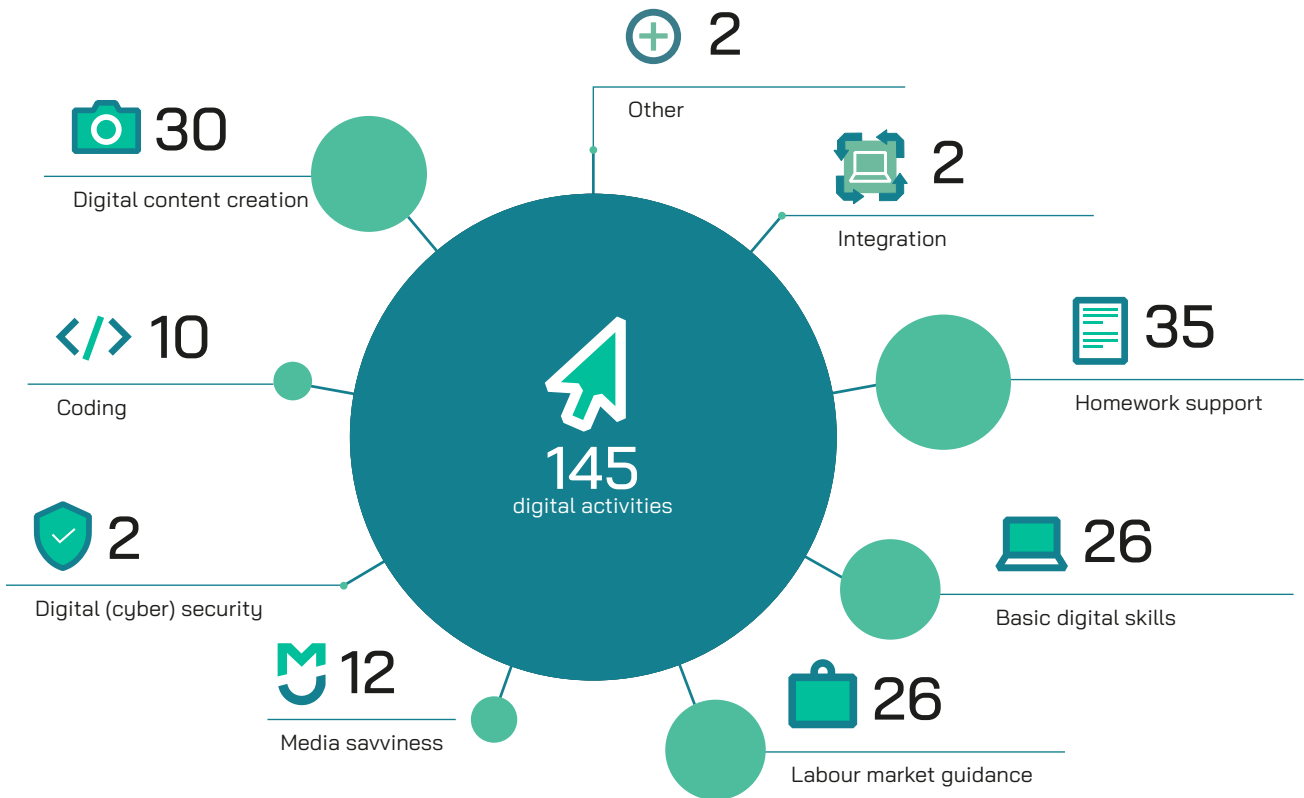 2
Other
30
Digital content creation
2
Integration
10
Coding
35
Homework support
145
digital activities
2
Digital (cyber) security
26
Basic digital skills
12
Media savviness
26
Labour market guidance